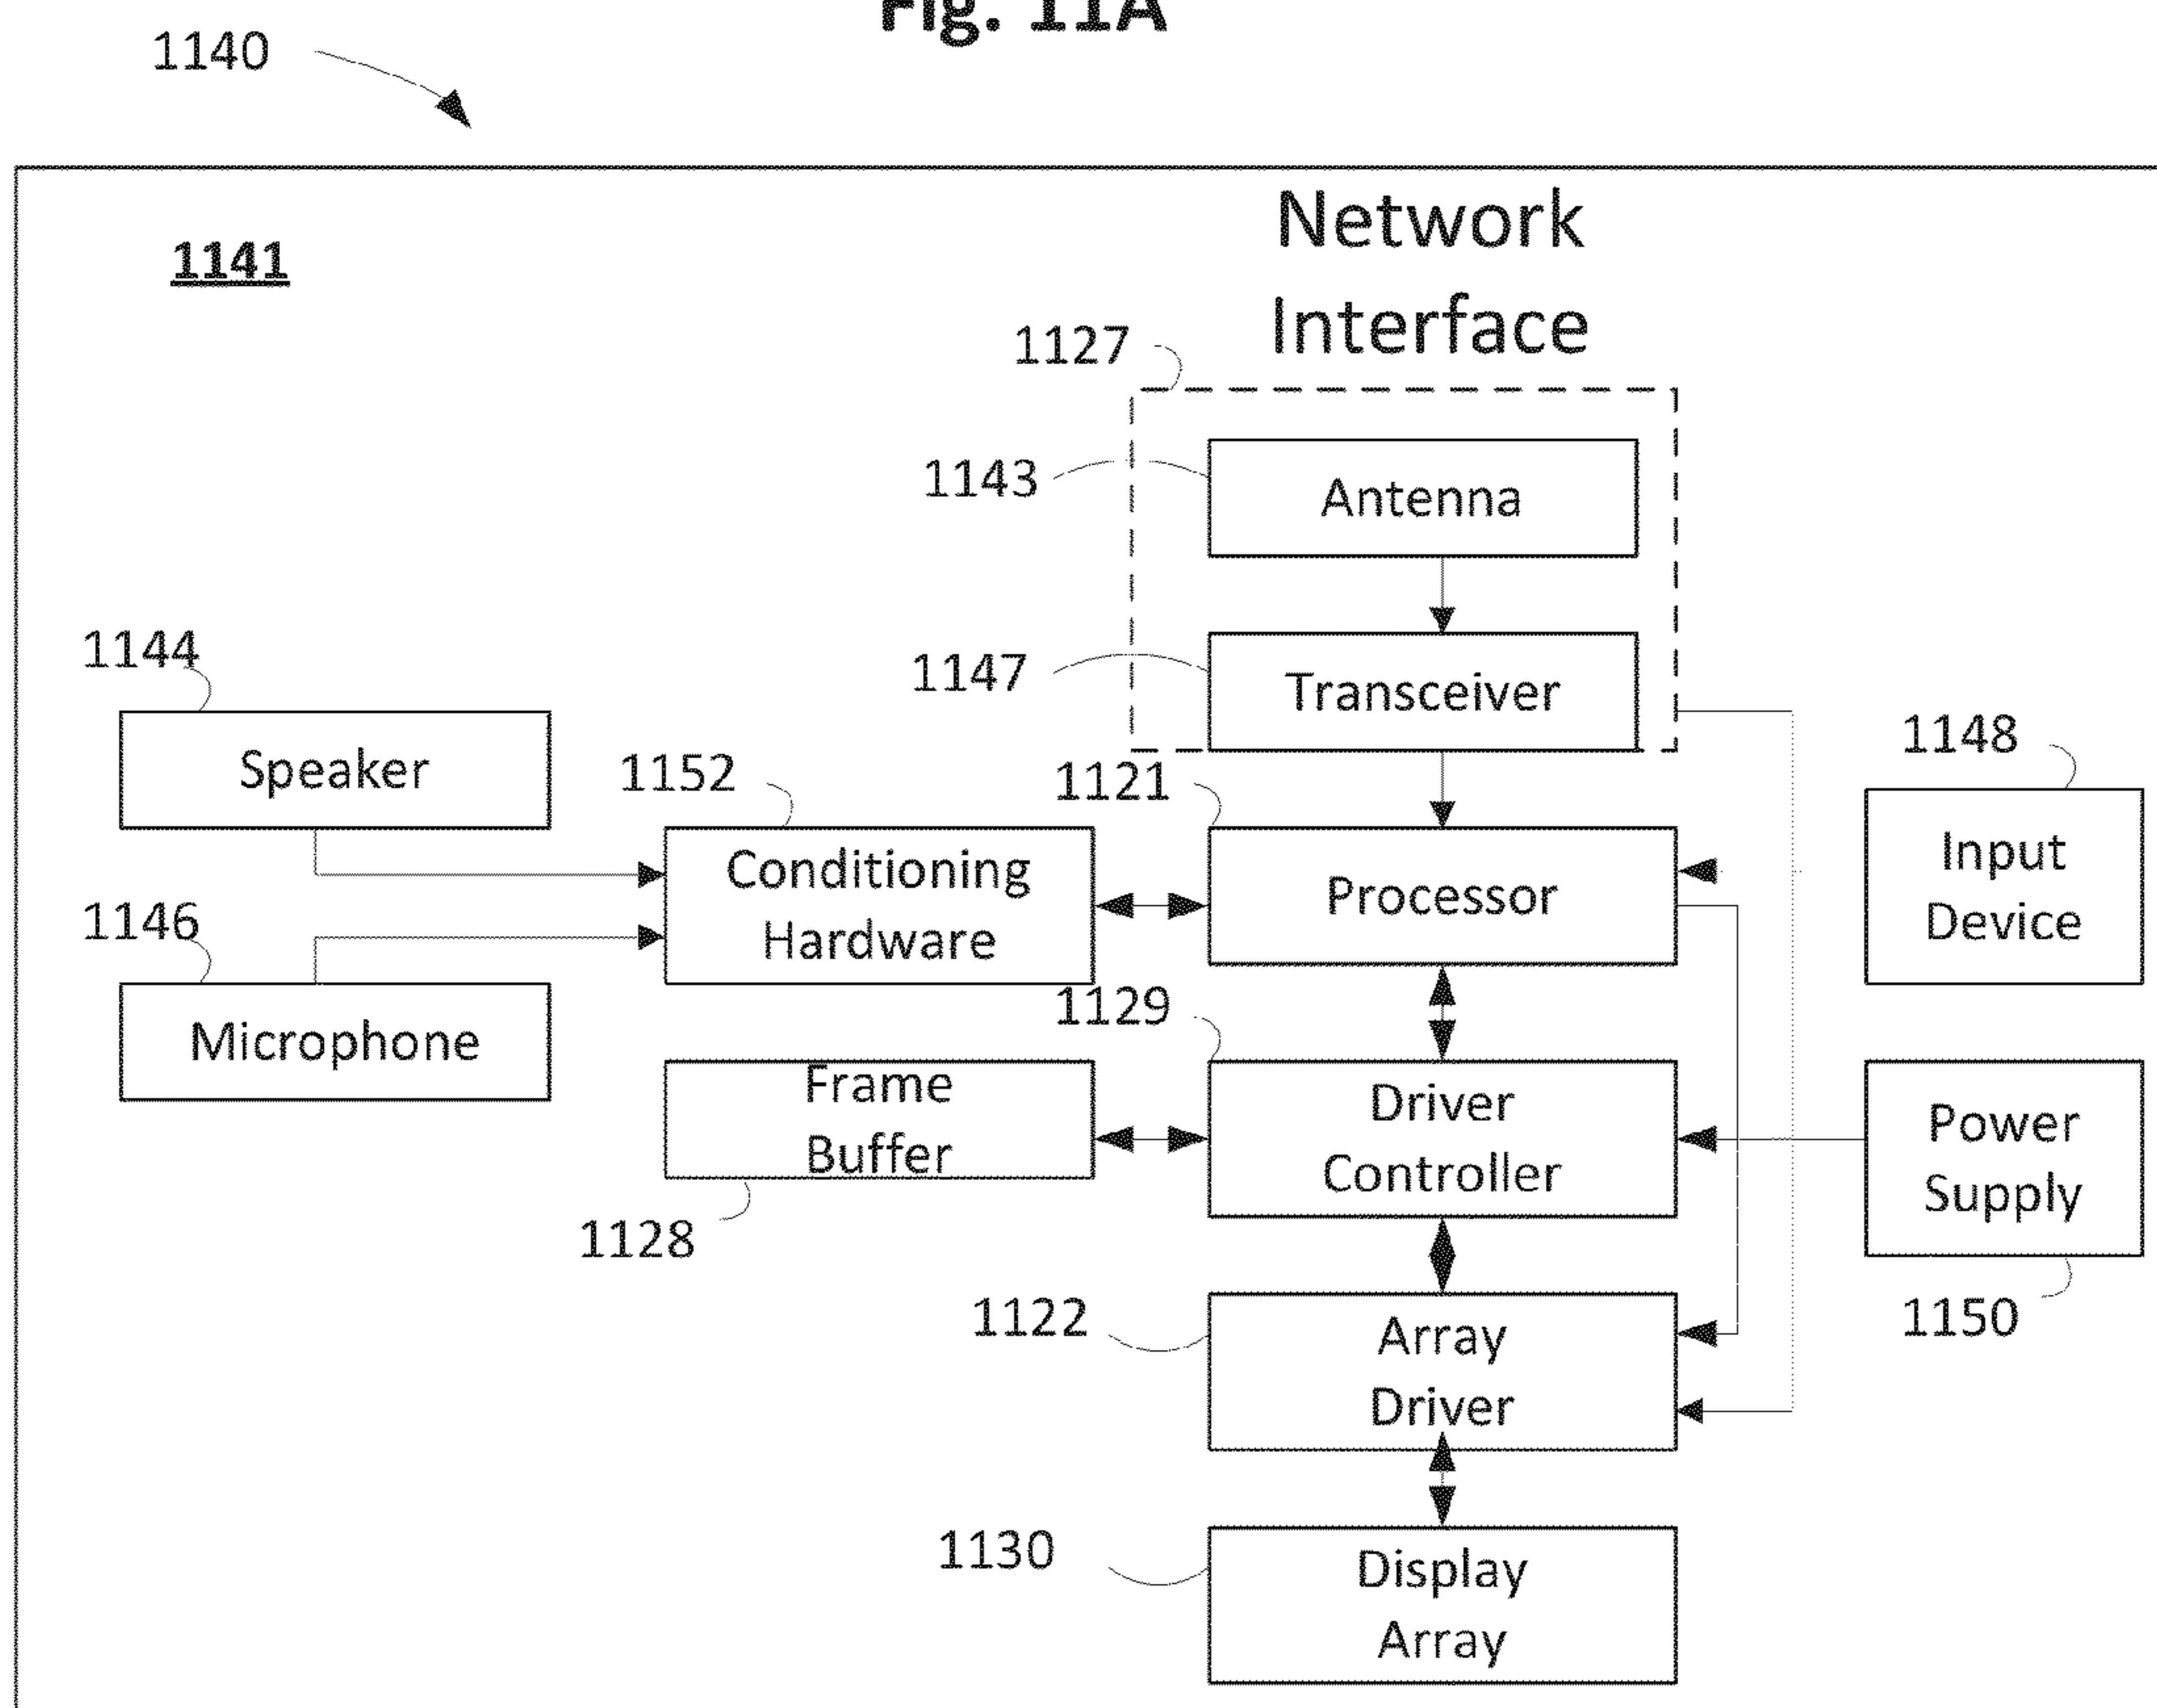 Fig. 11A
1140
1141
Network
Interface
1127
1143
Antenna
1147
Transceiver
1144
Speaker
1152
Conditioning
Hardware
1121
Processor
1148
Input
Device
1146
Microphone
1129
Driver
Controller
Frame
Buffer
1128
Power
Supply
1150
1122
Array
Driver
1130
Display
Array